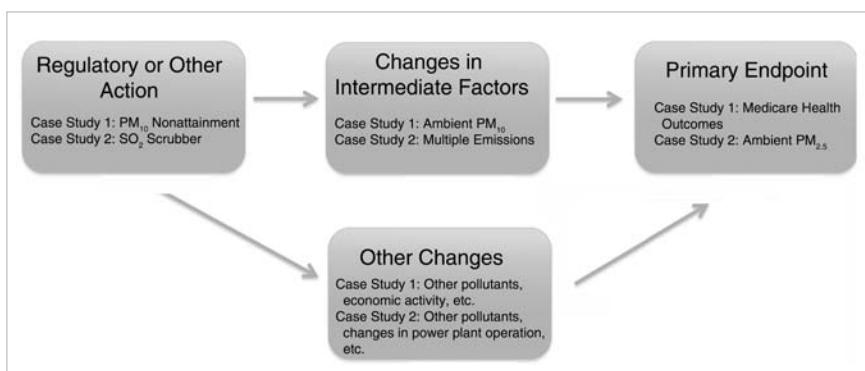 Regulatory or Other
Action
Case Study 1: PM₁₀ Nonattainment
Case Study 2: SO₂ Scrubber
Changes in
Intermediate Factors
Case Study 1: Ambient PM₁₀
Case Study 2: Multiple Emissions
Primary Endpoint
Case Study 1: Medicare Health
Outcomes
Case Study 2: Ambient PM₂.₅
Other Changes
Case Study 1: Other pollutants,
economic activity, etc.
Case Study 2: Other pollutants,
changes in power plant operation,
etc.